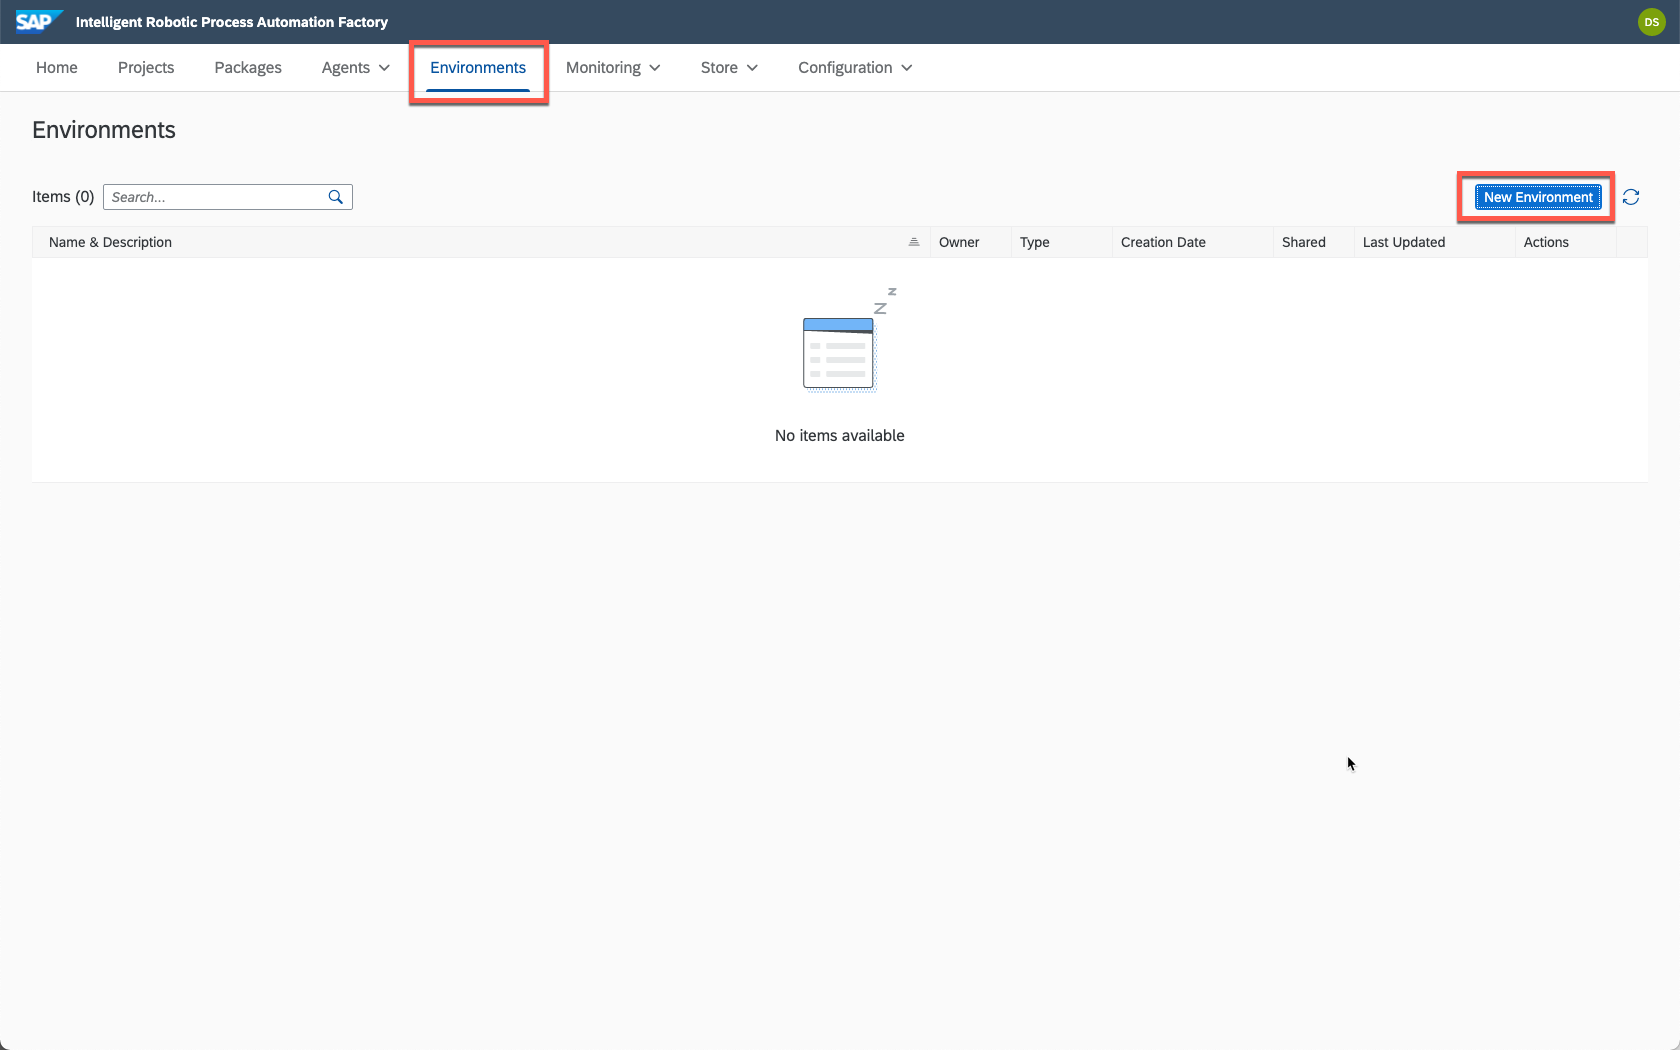 SAP Intelligent Robotic Process Automation Factory DS
Home Projects Packages Agents Environments Monitoring Store Configuration
Environments
Items (0) Search... New Environment
Name & Description Owner Type Creation Date Shared Last Updated Actions
z
Z
No items available